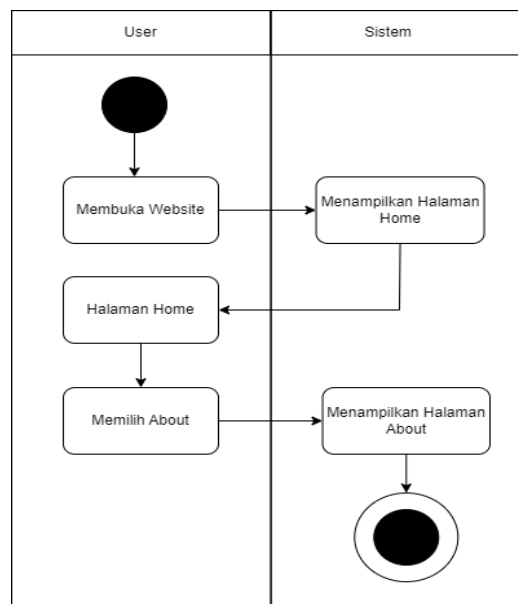 User
Sistem
Membuka Website
Menampilkan Halaman
Home
Halaman Home
Memilih About
Menampilkan Halaman
About